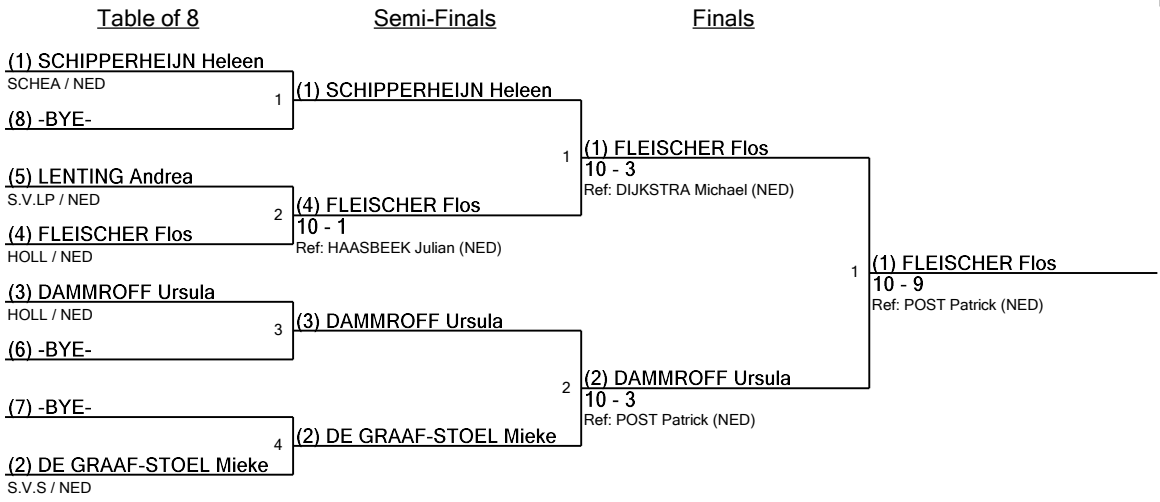 Table of 8
Semi-Finals
Finals
(1) SCHIPPERHEIJN Heleen
SCHEA / NED
1
(8) -BYE-
(1) SCHIPPERHEIJN Heleen
(5) LENTING Andrea
S.V.LP / NED
2
(4) FLEISCHER Flos
HOLL / NED
(4) FLEISCHER Flos
10 - 1
Ref: HAASBEEK Julian (NED)
1
(1) FLEISCHER Flos
10 - 3
Ref: DIJKSTRA Michael (NED)
(3) DAMMROFF Ursula
HOLL / NED
3
(6) -BYE-
(3) DAMMROFF Ursula
(7) -BYE-
4
(2) DE GRAAF-STOEL Mieke
S.V.S / NED
(2) DE GRAAF-STOEL Mieke
2
(2) DAMMROFF Ursula
10 - 3
Ref: POST Patrick (NED)
1
(1) FLEISCHER Flos
10 - 9
Ref: POST Patrick (NED)